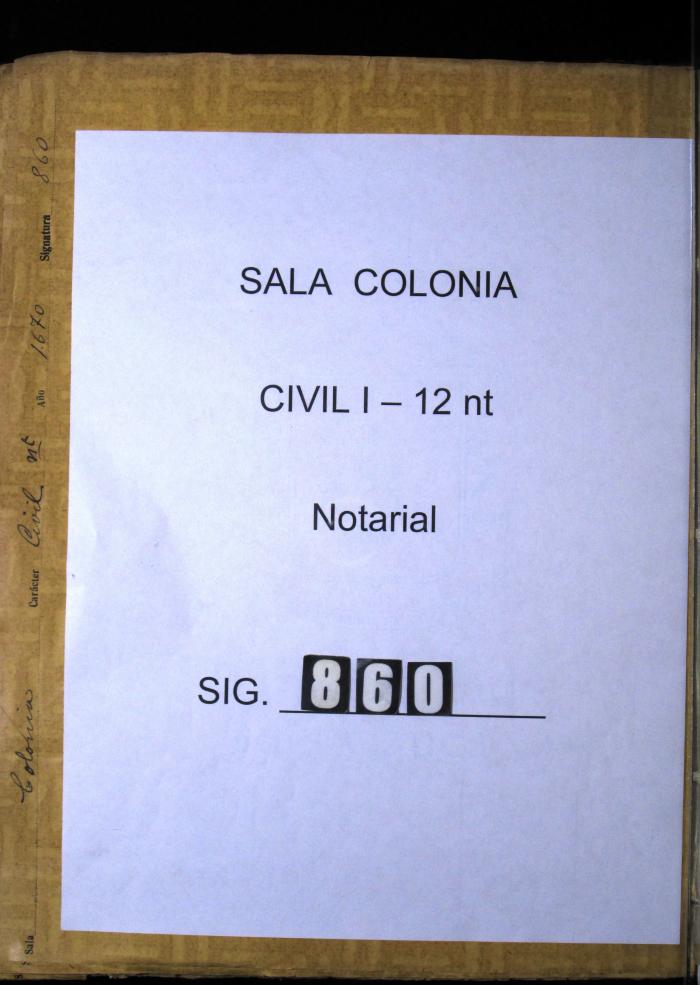 SALA COLONIA
CIVIL I – 12 nt
Notarial
SIG. 860
Sala Colonia Carácter Civil nt Año 1670 Signatura 860